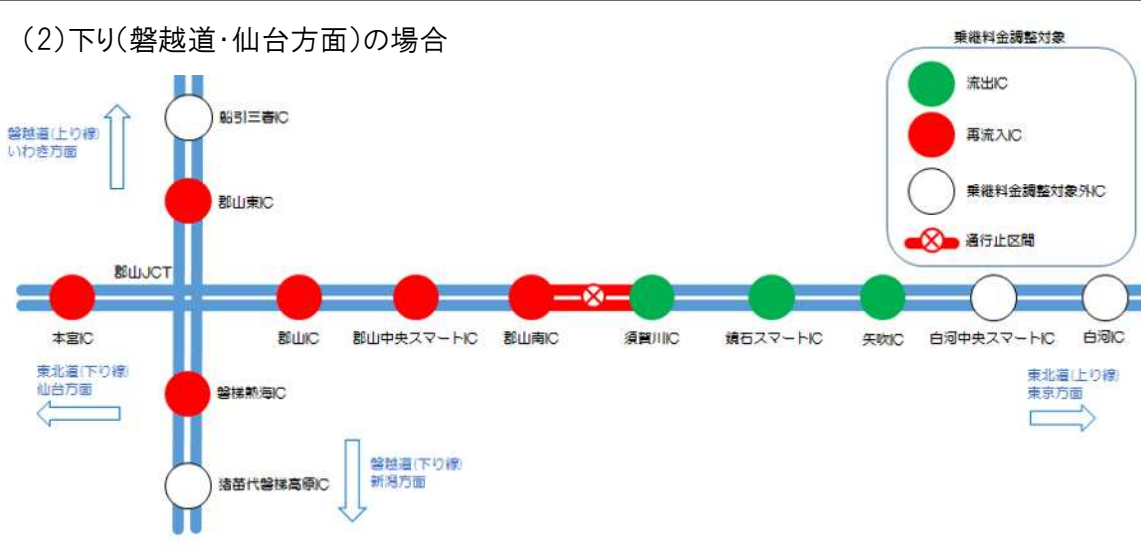 (2)下り(磐越道・仙台方面)の場合
乗継料金調整対象
流出IC
再流入IC
乗継料金調整対象外IC
通行止区間
船引三春IC
磐越道(上り線)
いわき方面
郡山東IC
郡山JCT
本宮IC
郡山IC
郡山中央スマートIC
郡山南IC
須賀川IC
鏡石スマートIC
矢吹IC
白河中央スマートIC
白河IC
東北道(下り線)
仙台方面
東北道(上り線)
東京方面
磐梯熱海IC
磐越道(下り線)
新潟方面
猪苗代磐梯高原IC